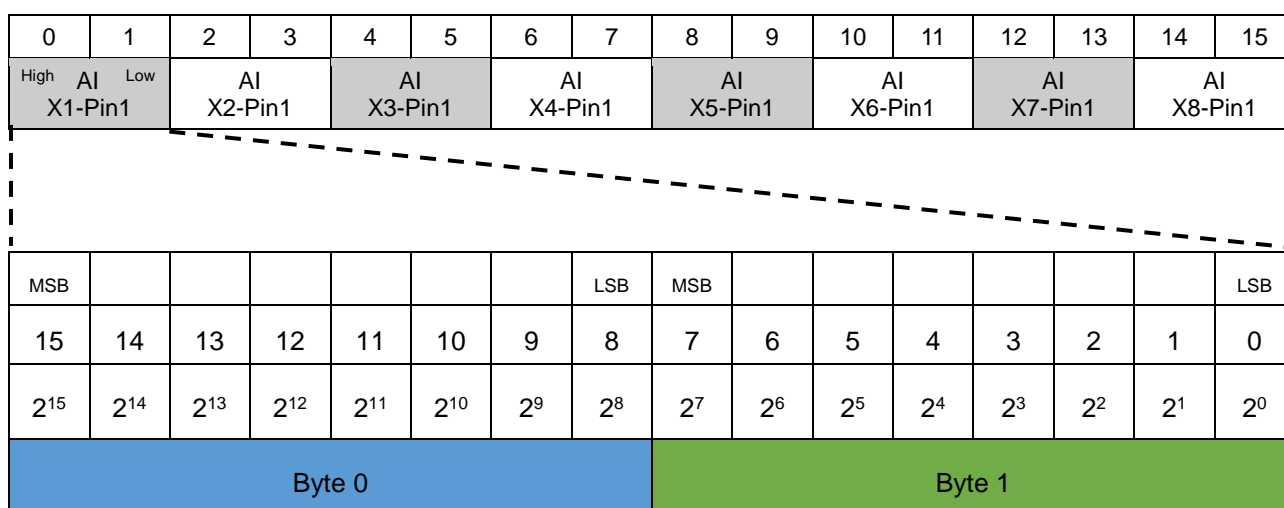 0 1 2 3 4 5 6 7 8 9 10 11 12 13 14 15
High AI Low AI AI AI AI AI AI AI
X1-Pin1 X2-Pin1 X3-Pin1 X4-Pin1 X5-Pin1 X6-Pin1 X7-Pin1 X8-Pin1
MSB LSB MSB LSB
15 14 13 12 11 10 9 8 7 6 5 4 3 2 1 0
2¹⁵ 2¹⁴ 2¹³ 2¹² 2¹¹ 2¹⁰ 2⁹ 2⁸ 2⁷ 2⁶ 2⁵ 2⁴ 2³ 2² 2¹ 2⁰
Byte 0 Byte 1